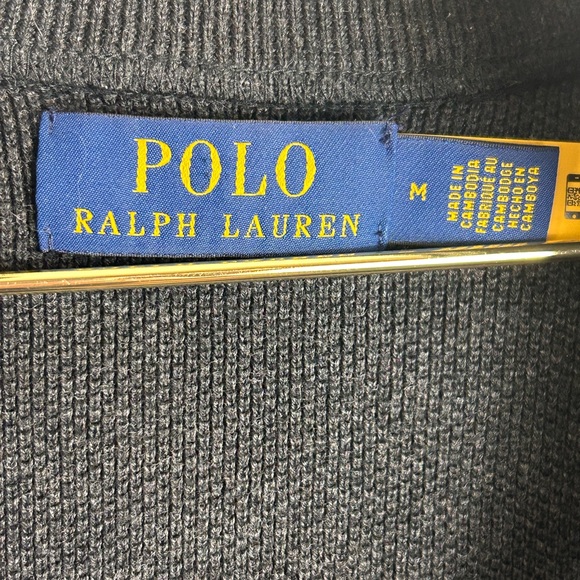 POLO
RALPH LAUREN
M
MADE IN
CAMBODIA
FABRIQUÉ AU
CAMBODGE
HECHO EN
CAMBOYA